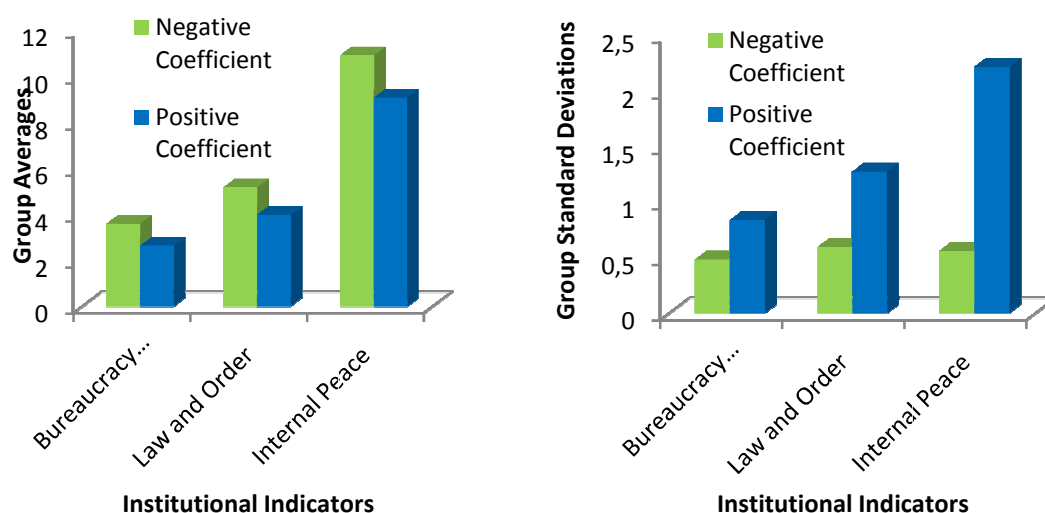 Group Averages
12
10
8
6
4
2
0
Negative
Coefficient
Positive
Coefficient
Bureaucracy...
Law and Order
Internal Peace
Institutional Indicators
Group Standard Deviations
2,5
2
1,5
1
0,5
0
Negative
Coefficient
Positive
Coefficient
Bureaucracy...
Law and Order
Internal Peace
Institutional Indicators